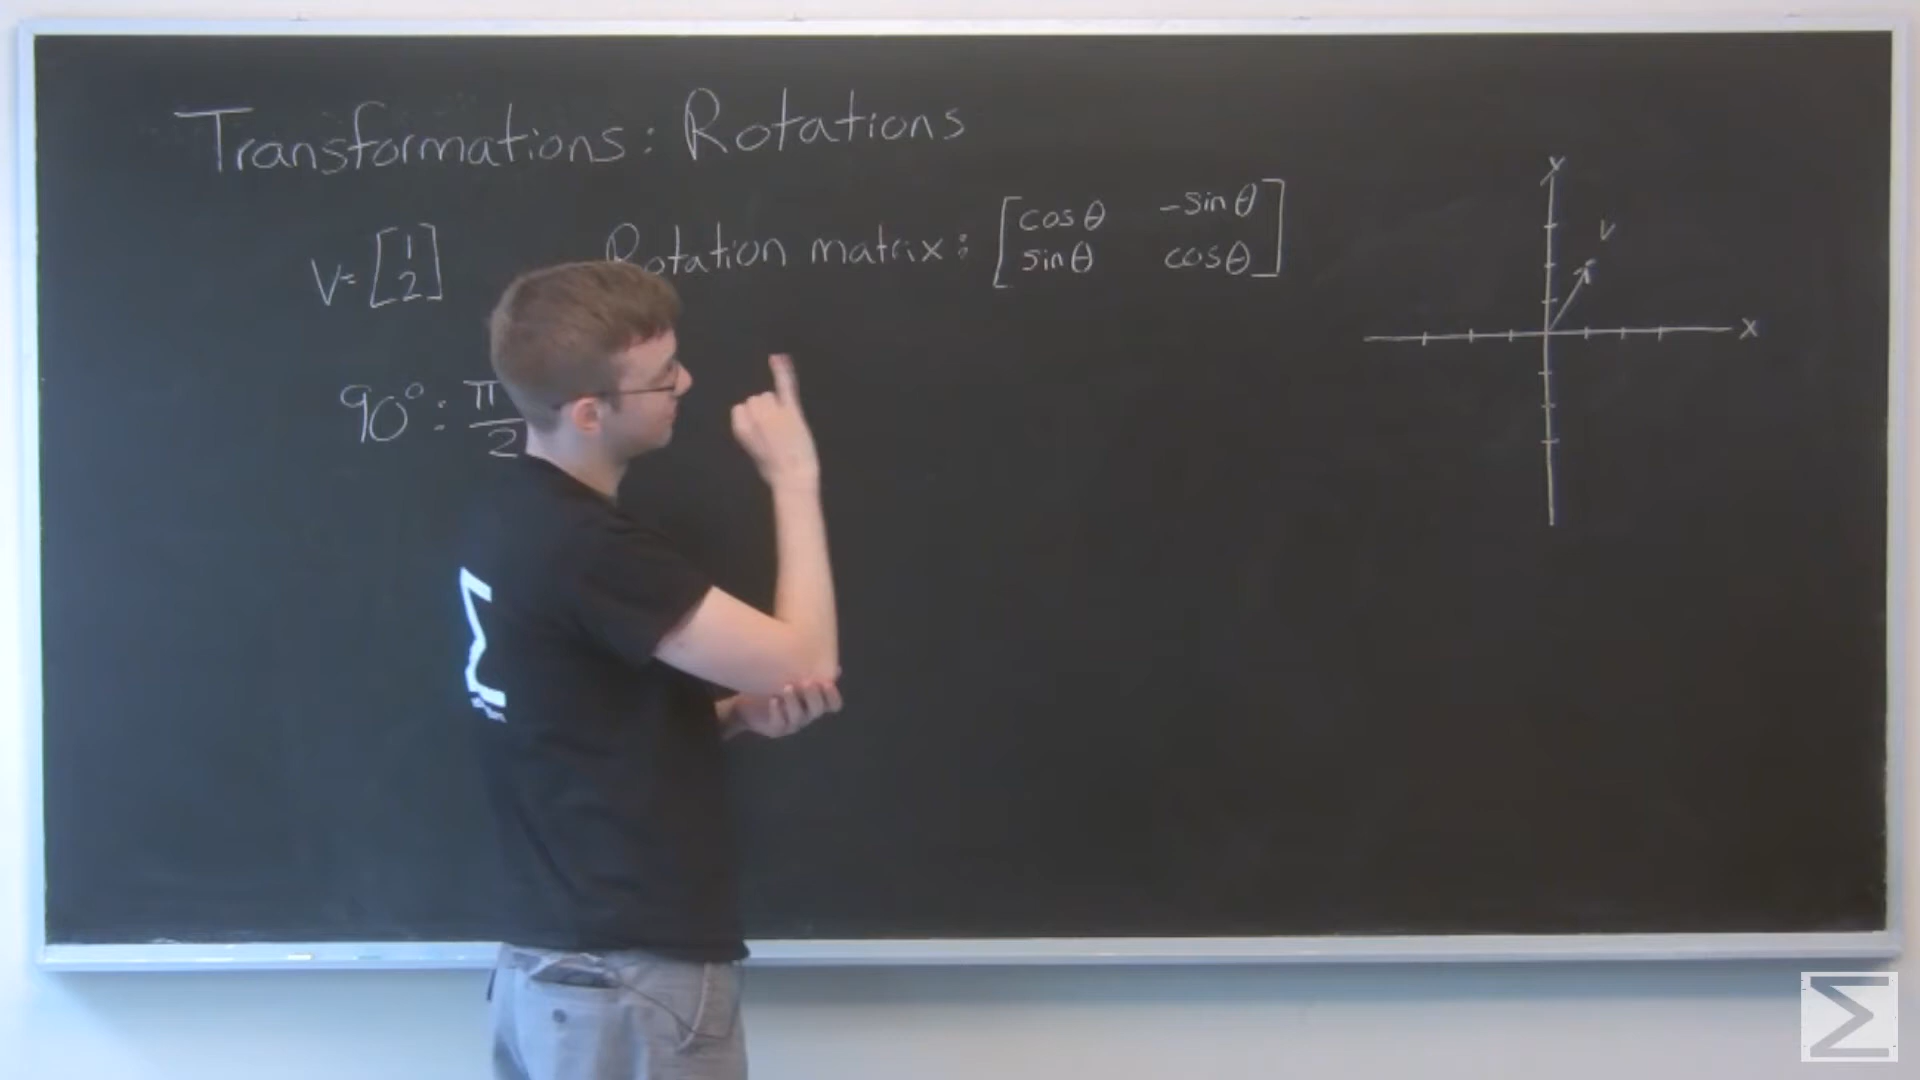 Transformations: Rotations
V=[1
2]
Rotation matrix: [cosθ -sinθ
sinθ cosθ]
90°: π
2
y
V
x
Σ